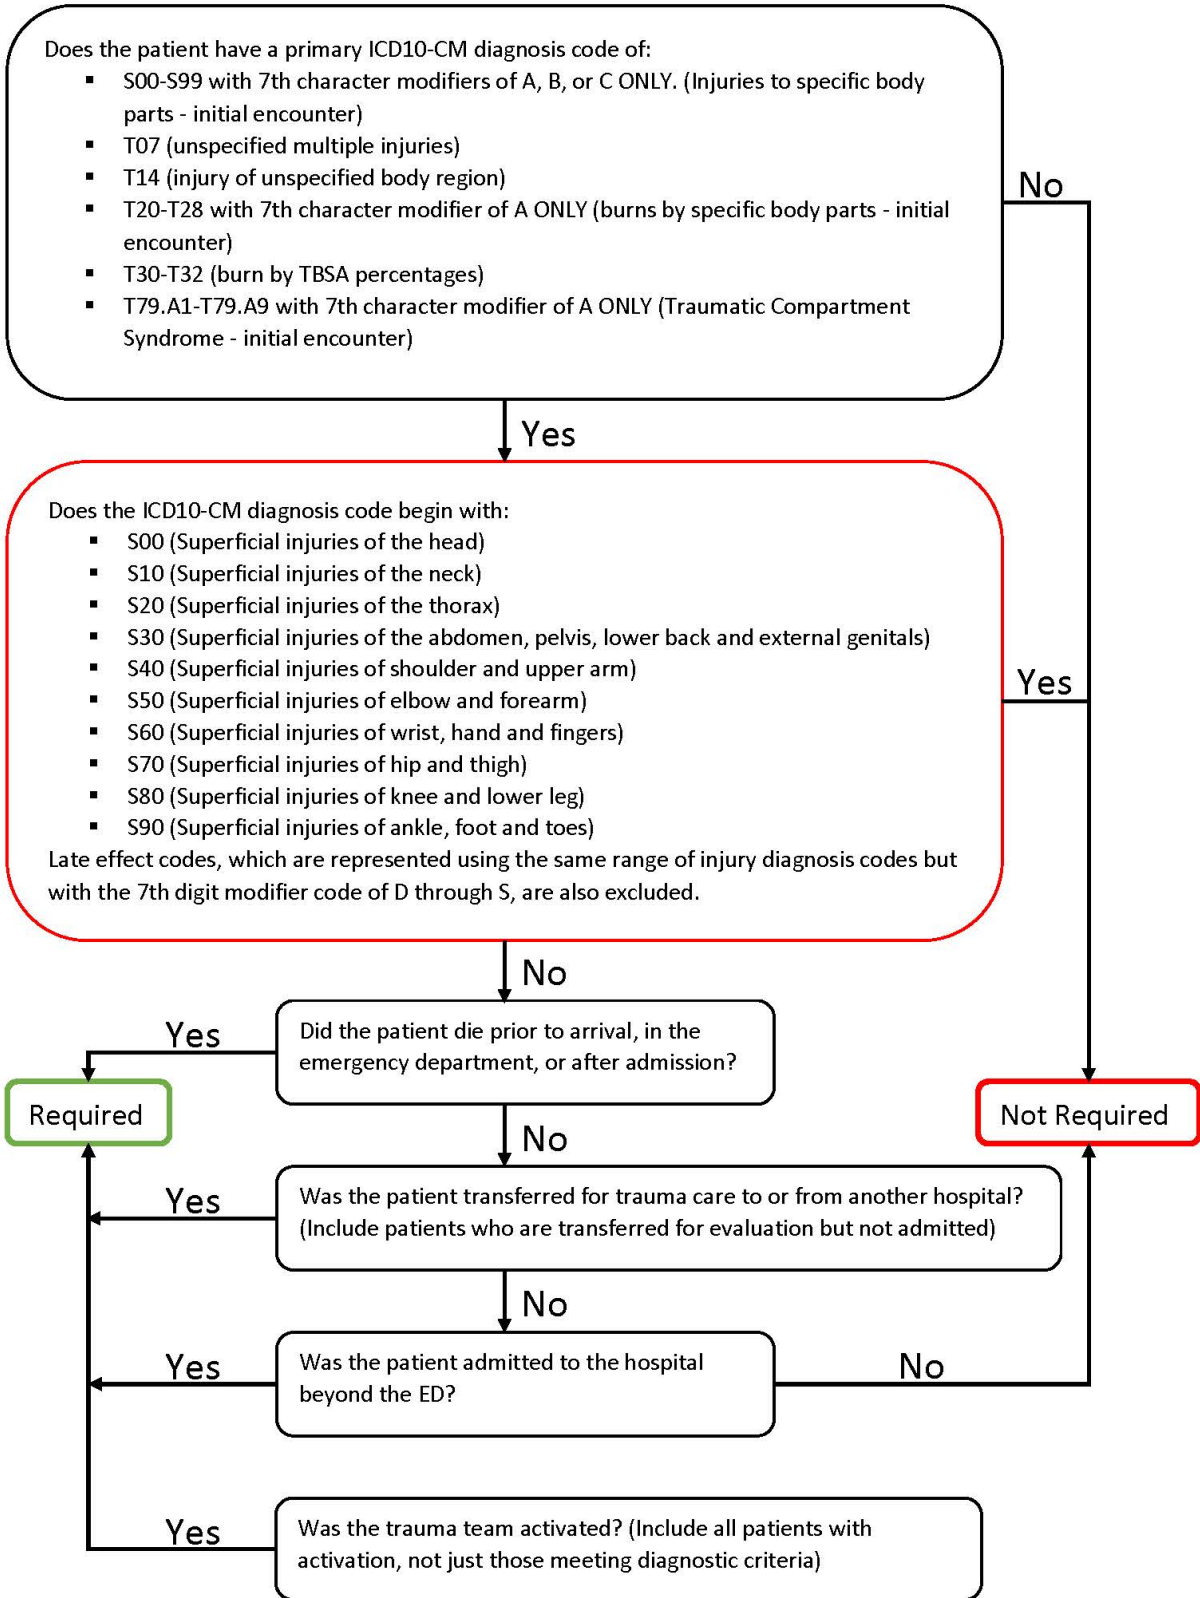 Does the patient have a primary ICD10-CM diagnosis code of:
▪ S00-S99 with 7th character modifiers of A, B, or C ONLY. (Injuries to specific body
parts - initial encounter)
▪ T07 (unspecified multiple injuries)
▪ T14 (injury of unspecified body region)
▪ T20-T28 with 7th character modifier of A ONLY (burns by specific body parts - initial
encounter)
▪ T30-T32 (burn by TBSA percentages)
▪ T79.A1-T79.A9 with 7th character modifier of A ONLY (Traumatic Compartment
Syndrome - initial encounter)
No
Yes
Does the ICD10-CM diagnosis code begin with:
▪ S00 (Superficial injuries of the head)
▪ S10 (Superficial injuries of the neck)
▪ S20 (Superficial injuries of the thorax)
▪ S30 (Superficial injuries of the abdomen, pelvis, lower back and external genitals)
▪ S40 (Superficial injuries of shoulder and upper arm)
▪ S50 (Superficial injuries of elbow and forearm)
▪ S60 (Superficial injuries of wrist, hand and fingers)
▪ S70 (Superficial injuries of hip and thigh)
▪ S80 (Superficial injuries of knee and lower leg)
▪ S90 (Superficial injuries of ankle, foot and toes)
Late effect codes, which are represented using the same range of injury diagnosis codes but
with the 7th digit modifier code of D through S, are also excluded.
Yes
No
Did the patient die prior to arrival, in the
emergency department, or after admission?
Yes
Required
Not Required
No
Was the patient transferred for trauma care to or from another hospital?
(Include patients who are transferred for evaluation but not admitted)
Yes
No
Was the patient admitted to the hospital
beyond the ED?
Yes
No
Was the trauma team activated? (Include all patients with
activation, not just those meeting diagnostic criteria)
Yes